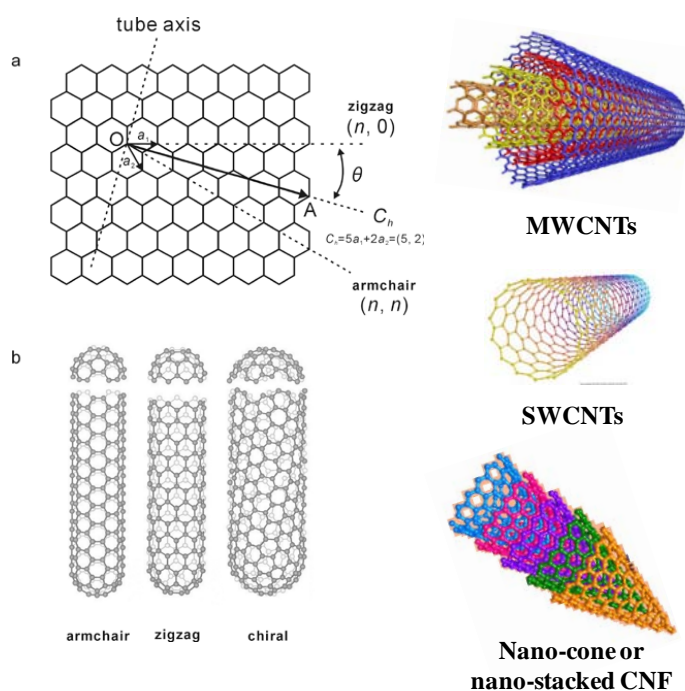 tube axis
a
zigzag
(n, 0)
O
a₁
a₂
θ
A
Cₕ
Cₕ=5a₁+2a₂=(5, 2)
armchair
(n, n)
b
armchair
zigzag
chiral
MWCNTs
SWCNTs
Nano-cone or
nano-stacked CNF